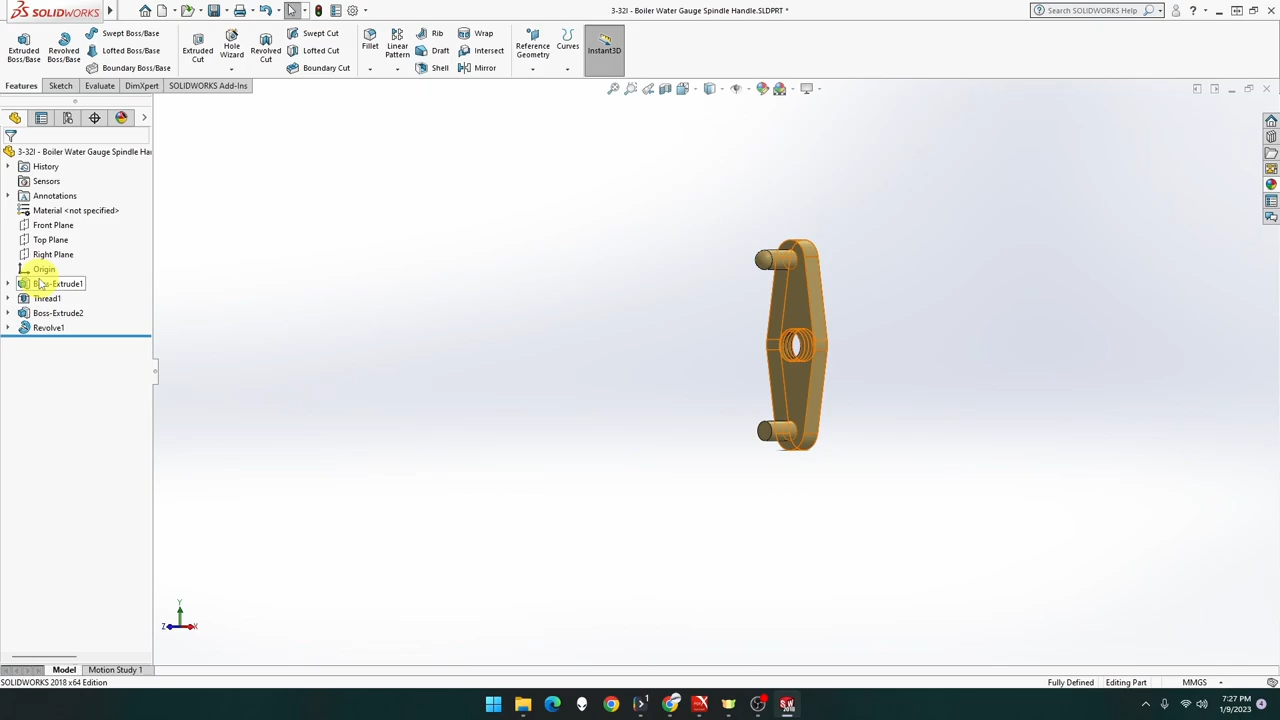 SOLIDWORKS
3-32I - Boiler Water Gauge Spindle Handle.SLDPRT *
Search SOLIDWORKS Help
Extruded Boss/Base
Revolved Boss/Base
Swept Boss/Base
Lofted Boss/Base
Boundary Boss/Base
Extruded Cut
Hole Wizard
Revolved Cut
Swept Cut
Lofted Cut
Boundary Cut
Fillet
Linear Pattern
Rib
Draft
Shell
Wrap
Intersect
Mirror
Reference Geometry
Curves
Instant3D
Features
Sketch
Evaluate
DimXpert
SOLIDWORKS Add-Ins
3-32I - Boiler Water Gauge Spindle Ha
History
Sensors
Annotations
Material <not specified>
Front Plane
Top Plane
Right Plane
Origin
Boss-Extrude1
Thread1
Boss-Extrude2
Revolve1
Y
Z
X
Model
Motion Study 1
SOLIDWORKS 2018 x64 Edition
Fully Defined
Editing Part
MMGS
7:27 PM
1/9/2023